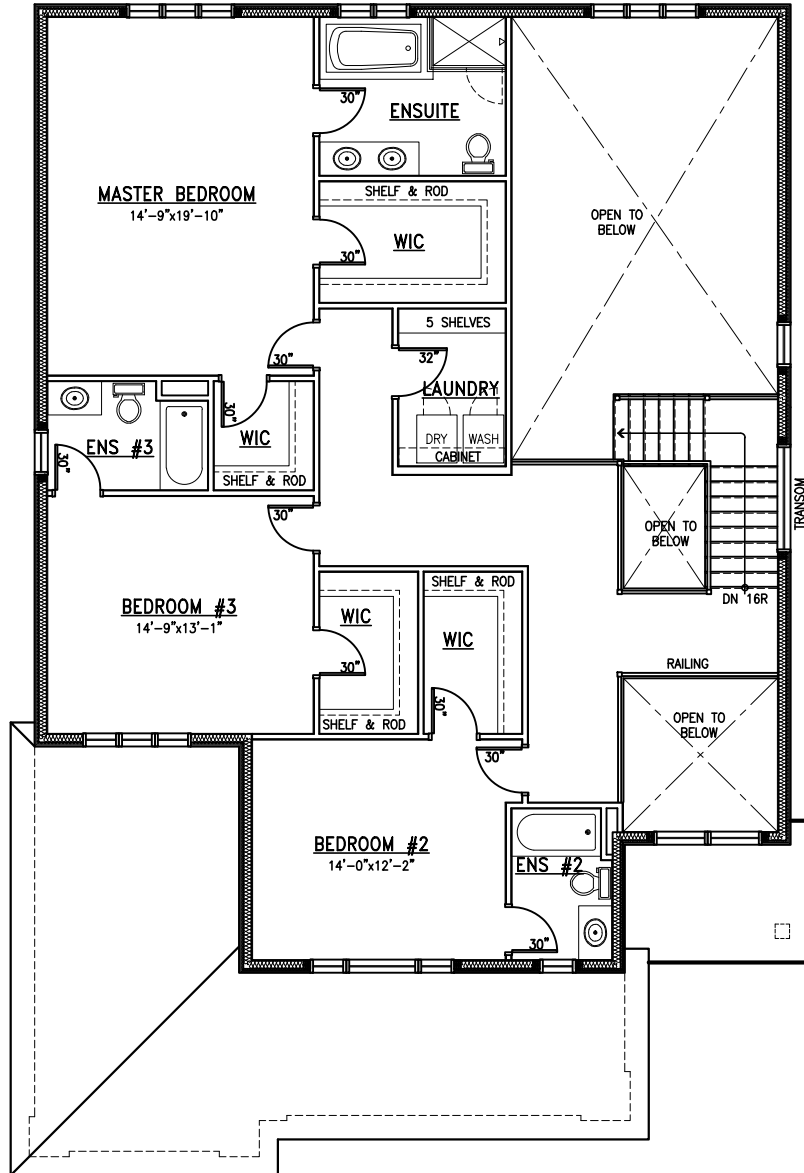 30"
ENSUITE
MASTER BEDROOM
14'-9"x19'-10"
SHELF & ROD
WIC
30"
OPEN TO
BELOW
5 SHELVES
30"
32"
LAUNDRY
30"
WIC
DRY
WASH
CABINET
ENS #3
30"
SHELF & ROD
30"
TRANSOM
OPEN TO
BELOW
BEDROOM #3
14'-9"x13'-1"
SHELF & ROD
WIC
WIC
DN 16R
30"
RAILING
30"
SHELF & ROD
OPEN TO
BELOW
30"
BEDROOM #2
14'-0"x12'-2"
ENS #2
30"